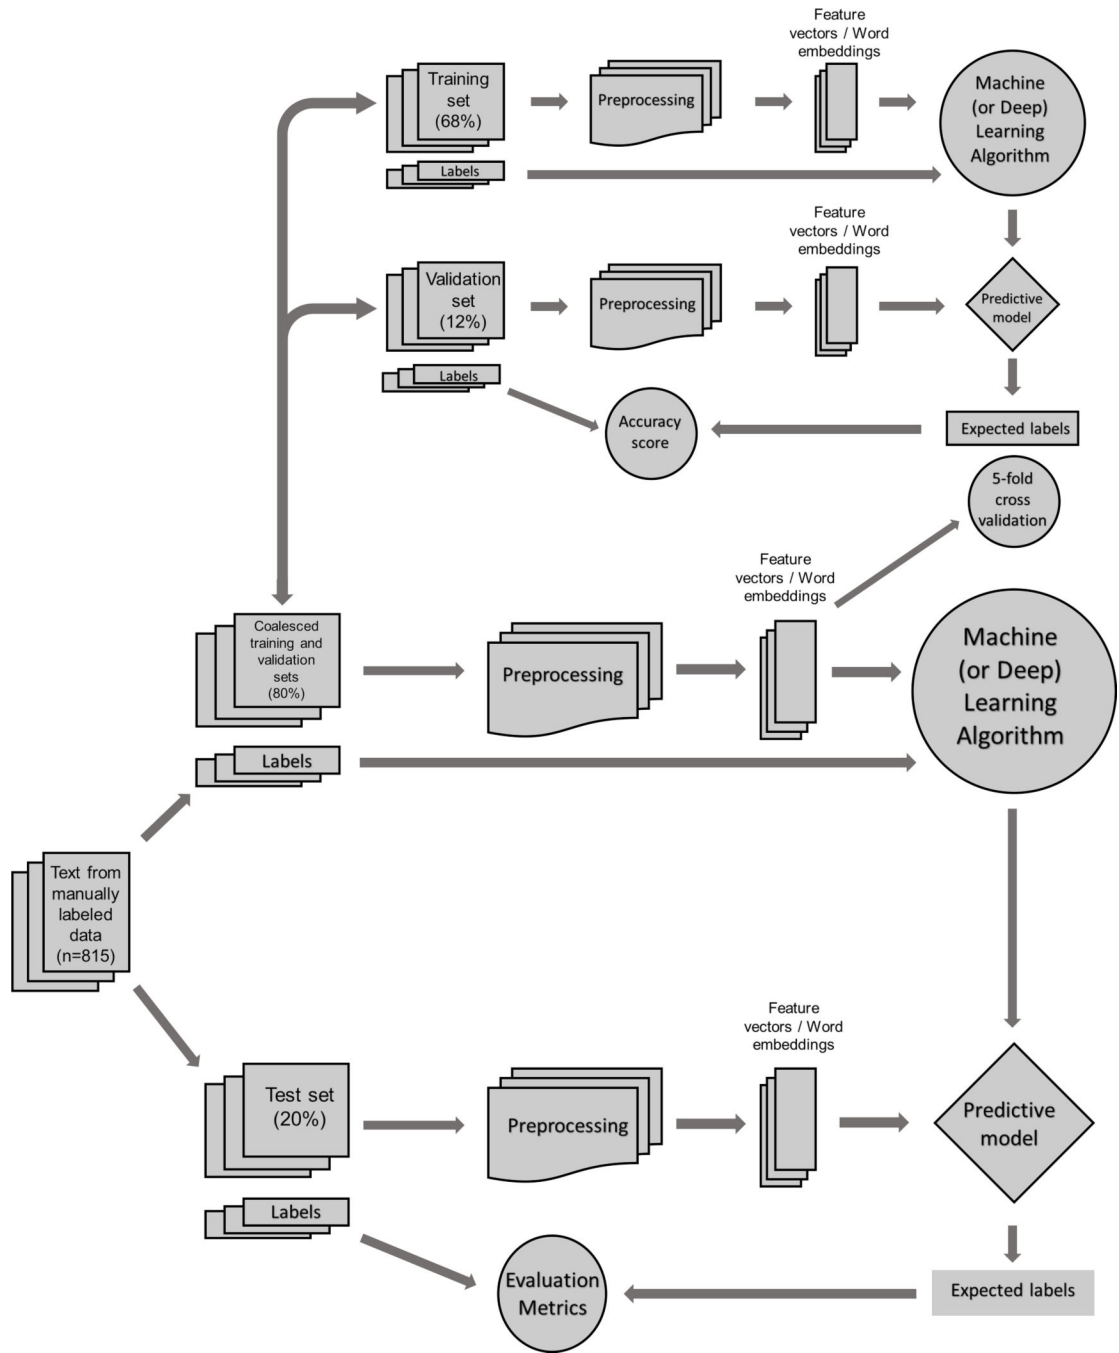 Feature
vectors / Word
embeddings
Training
set
(68%)
Preprocessing
Machine
(or Deep)
Learning
Algorithm
Labels
Feature
vectors / Word
embeddings
Validation
set
(12%)
Preprocessing
Predictive
model
Labels
Accuracy
score
Expected labels
5-fold
cross
validation
Feature
vectors / Word
embeddings
Coalesced
training and
validation
sets
(80%)
Preprocessing
Machine
(or Deep)
Learning
Algorithm
Labels
Text from
manually
labeled
data
(n=815)
Feature
vectors / Word
embeddings
Test set
(20%)
Preprocessing
Predictive
model
Labels
Evaluation
Metrics
Expected labels